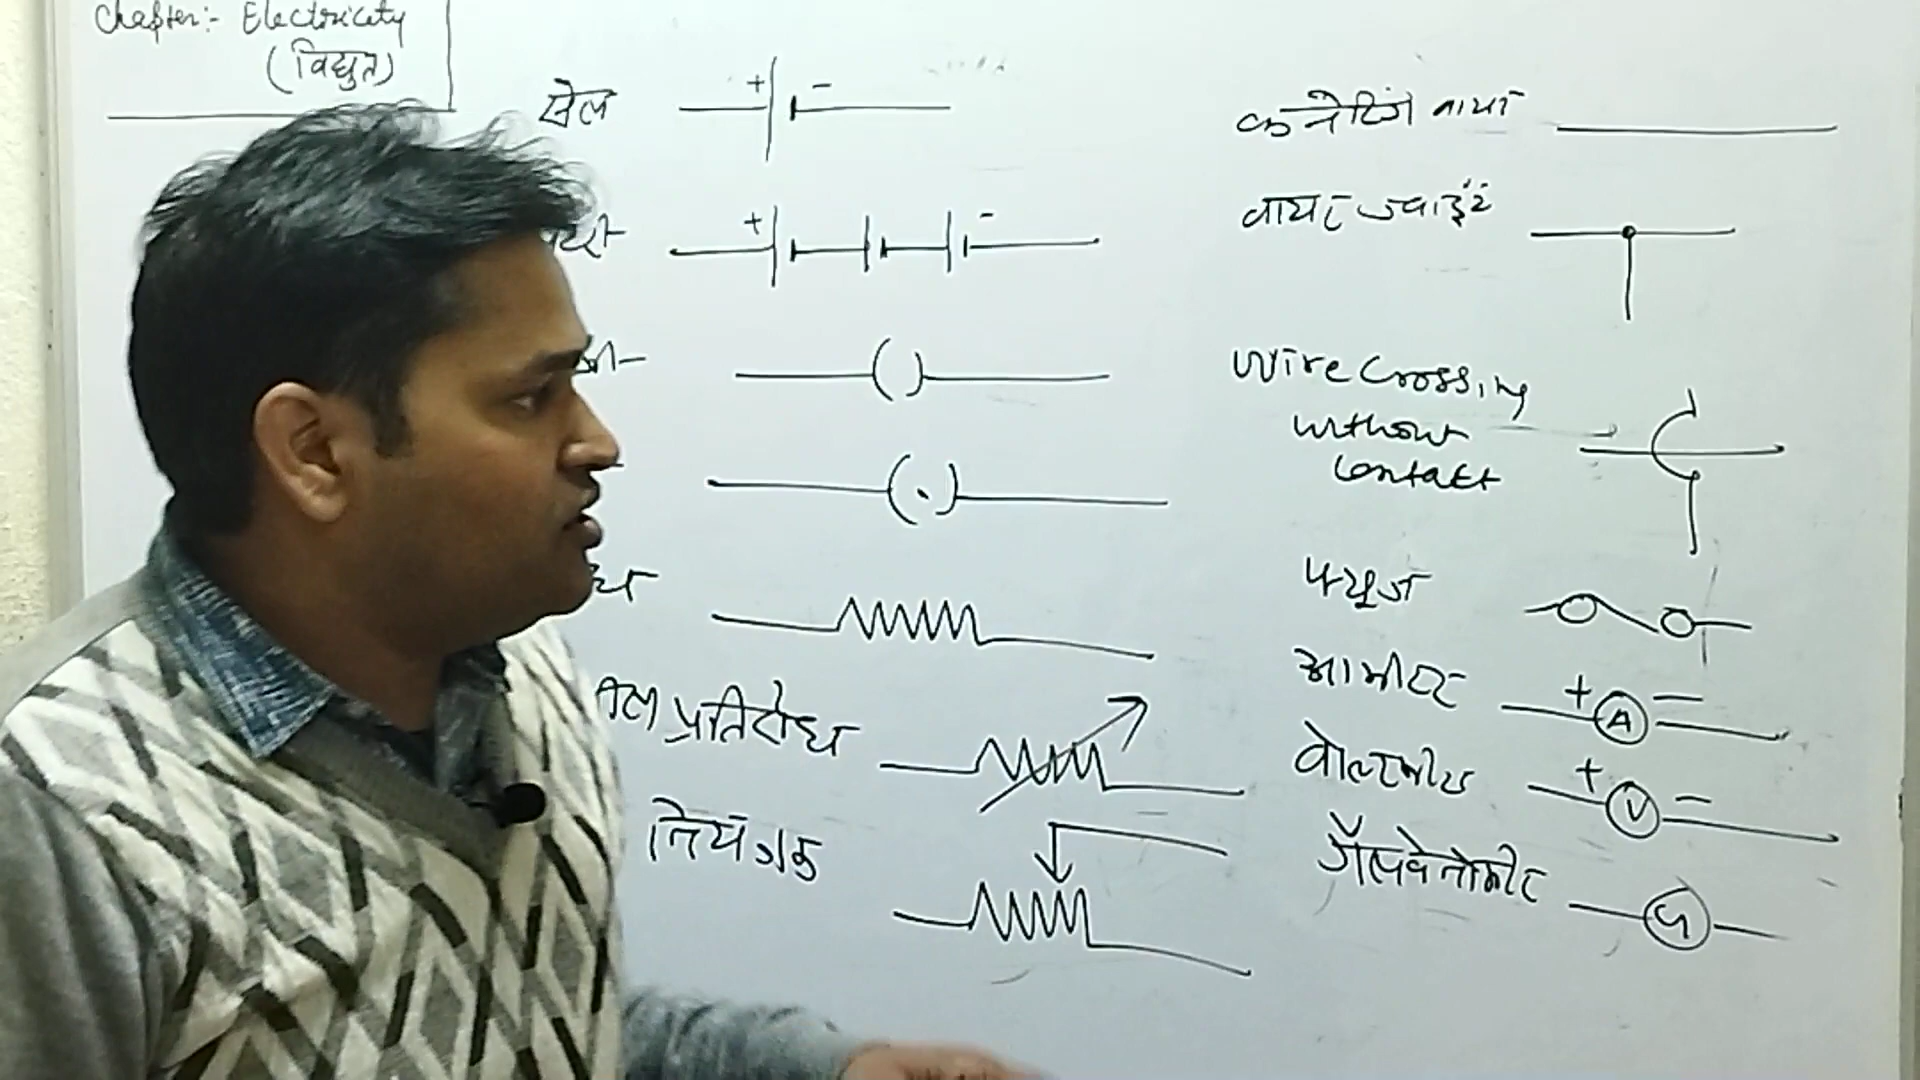 Chapter:- Electricity
(विद्युत)
सेल
+ -
+ -
प्रतिरोध
नियंत्रक
कनेक्टिंग वायर
वायर ज्वाइंट
Wire Crossing
without
Contact
फ्यूज
आमीटर
+ A -
वोल्टमीटर
+ V -
गैल्वेनोमीटर
G